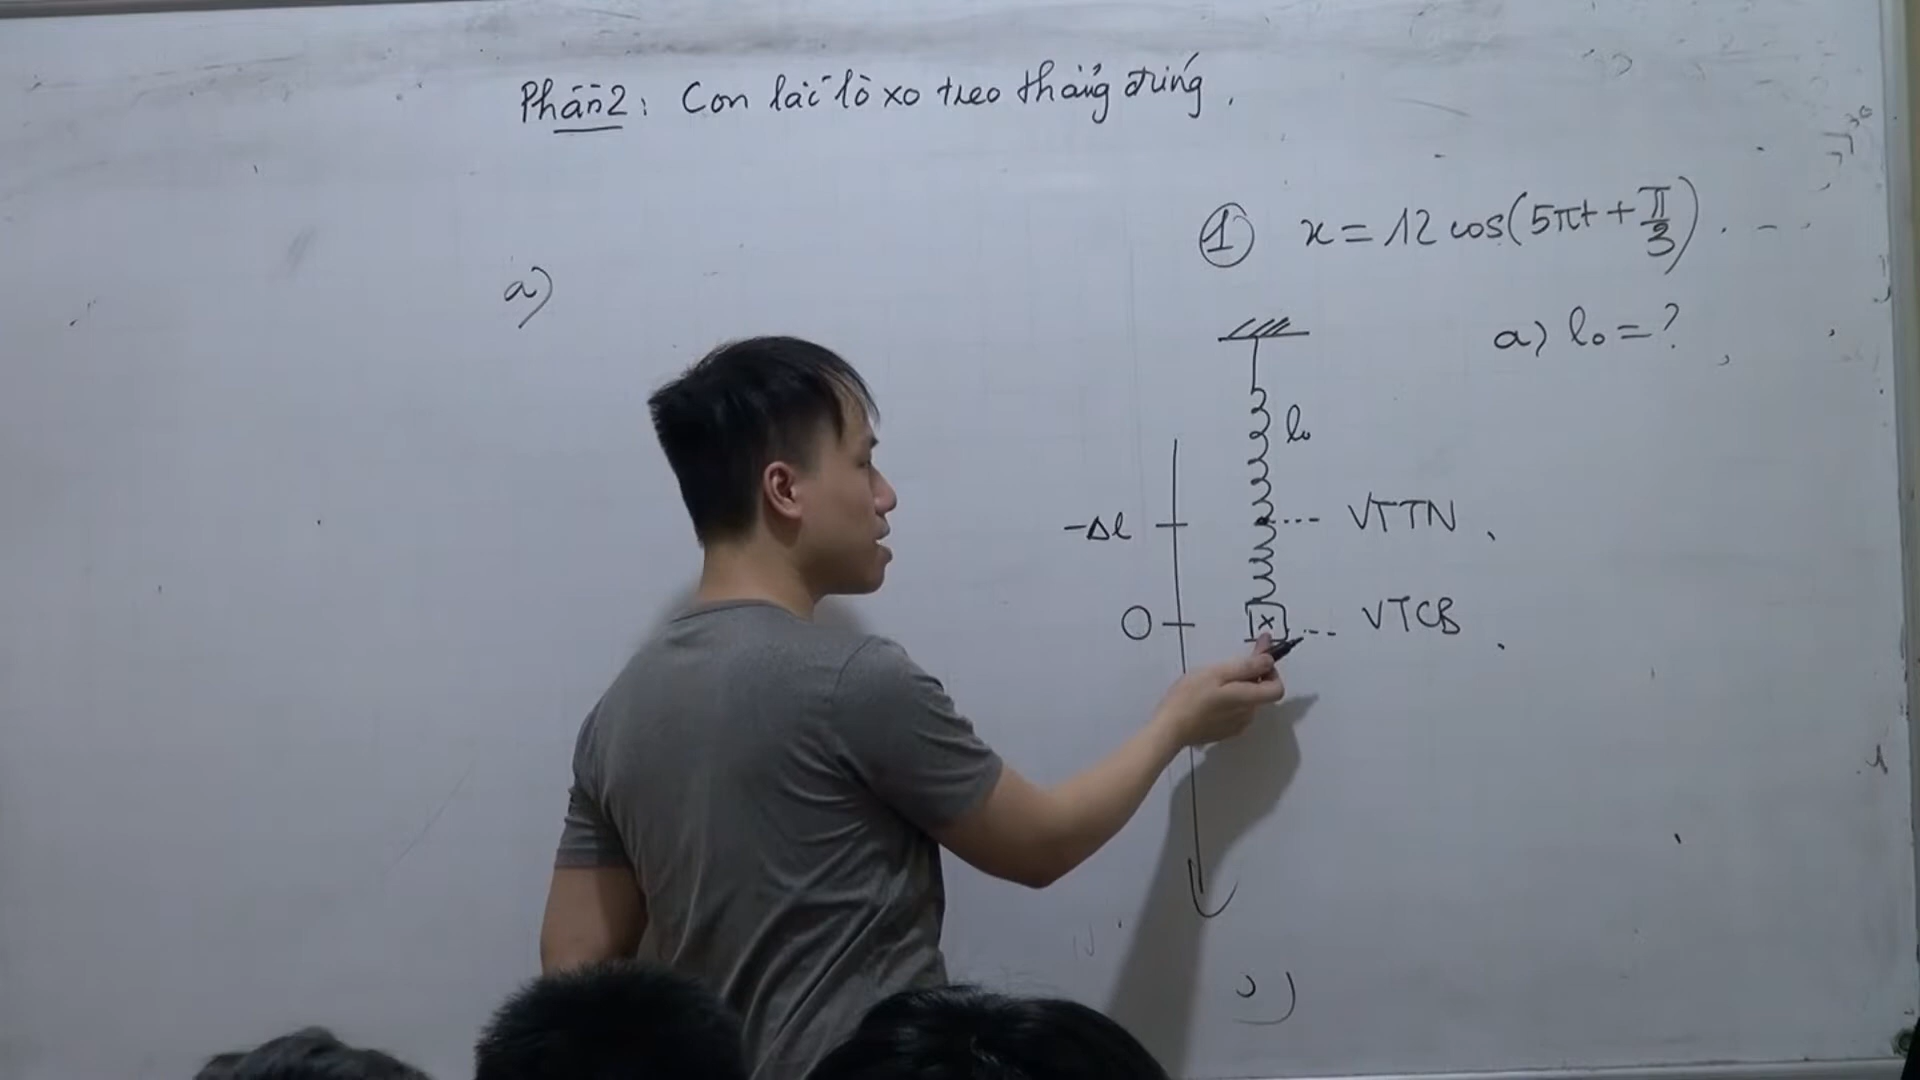 Phần 2: Con lắc lò xo treo thẳng đứng.
① x = 12 cos(5πt + π/3) . - -
a)
a) l₀ = ?
l₀
-Δl
VTTN
O
VTCB